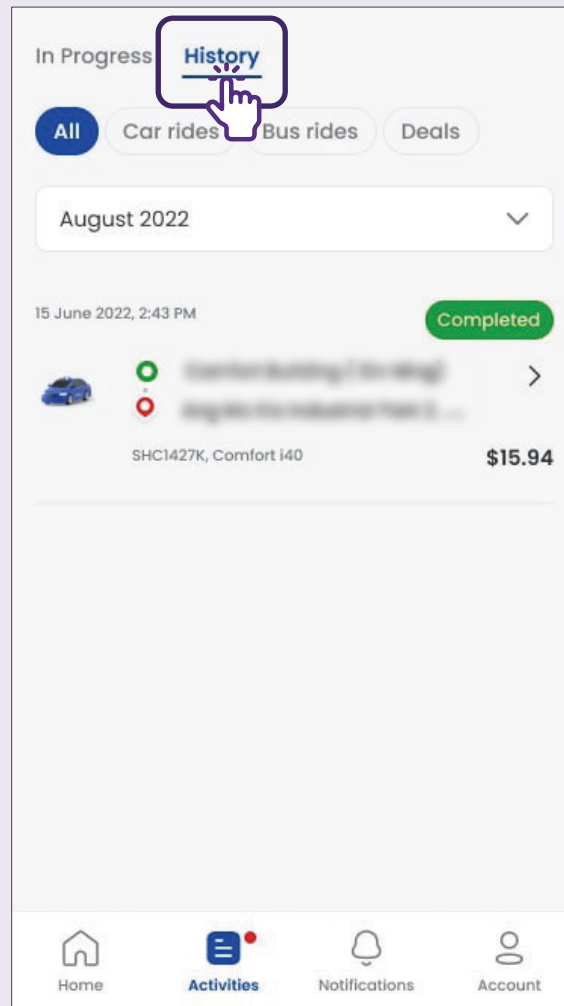 In Progress History
All Car rides Bus rides Deals
August 2022
15 June 2022, 2:43 PM Completed
SHC1427K, Comfort i40 $15.94
Home Activities Notifications Account